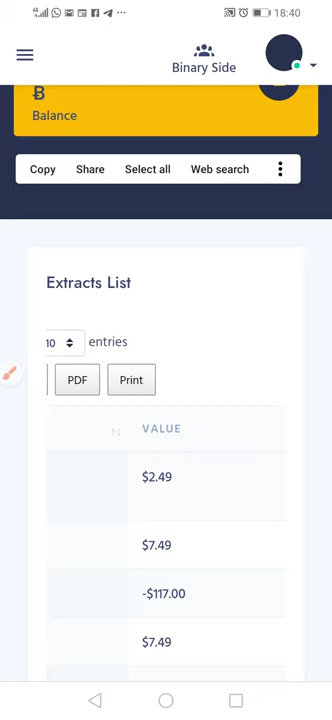 18:40
Binary Side
Ƀ
Balance
Copy Share Select all Web search
Extracts List
10 entries
PDF Print
VALUE
$2.49
$7.49
-$117.00
$7.49